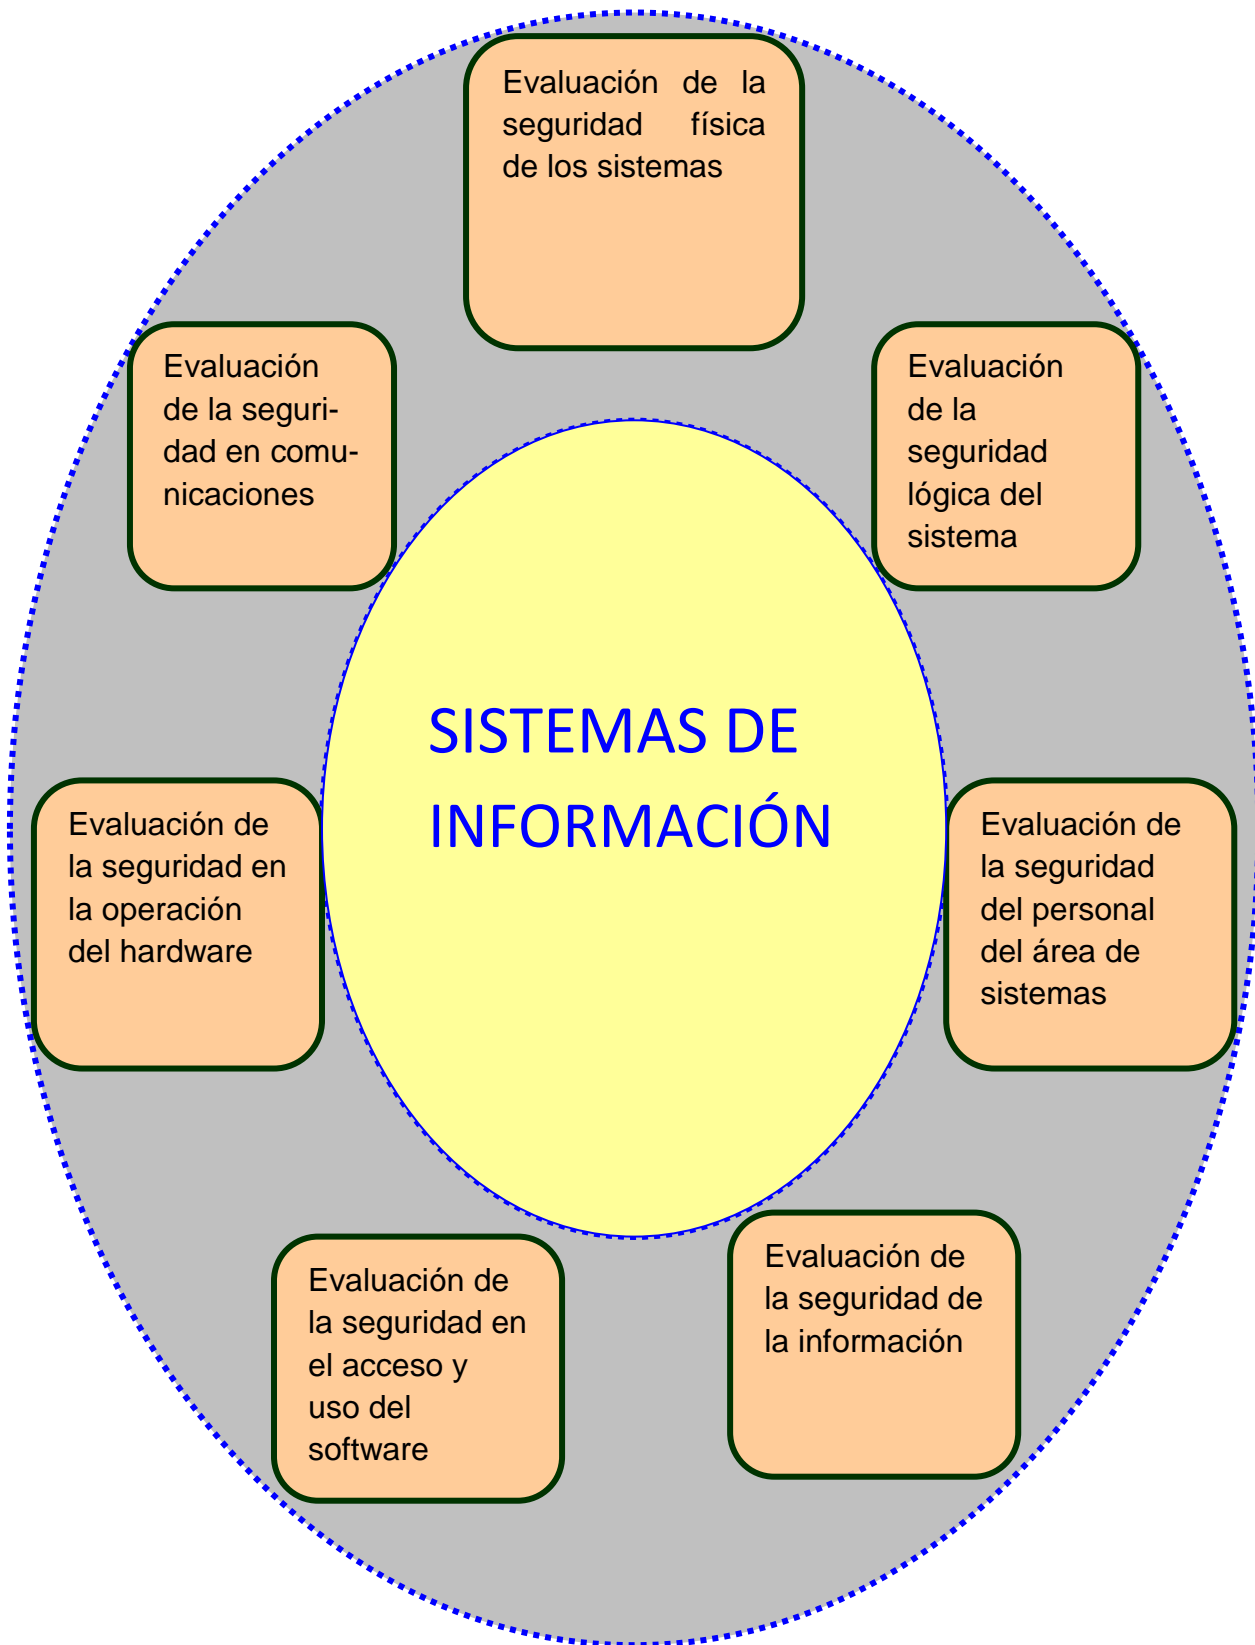 Evaluación de la
seguridad física
de los sistemas
Evaluación
de la seguri-
dad en comu-
nicaciones
Evaluación
de la
seguridad
lógica del
sistema
SISTEMAS DE
INFORMACIÓN
Evaluación de
la seguridad en
la operación
del hardware
Evaluación de
la seguridad
del personal
del área de
sistemas
Evaluación de
la seguridad en
el acceso y
uso del
software
Evaluación de
la seguridad de
la información